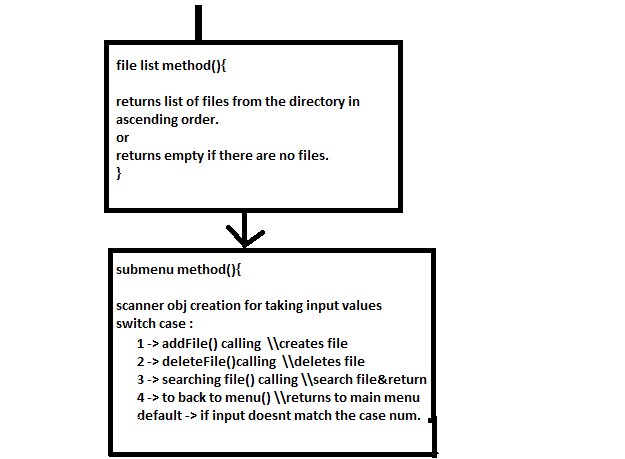 file list method(){
returns list of files from the directory in
ascending order.
or
returns empty if there are no files.
}
submenu method(){
scanner obj creation for taking input values
switch case :
1 -> addFile() calling \\creates file
2 -> deleteFile()calling \\deletes file
3 -> searching file() calling \\search file&return
4 -> to back to menu() \\returns to main menu
default -> if input doesnt match the case num.